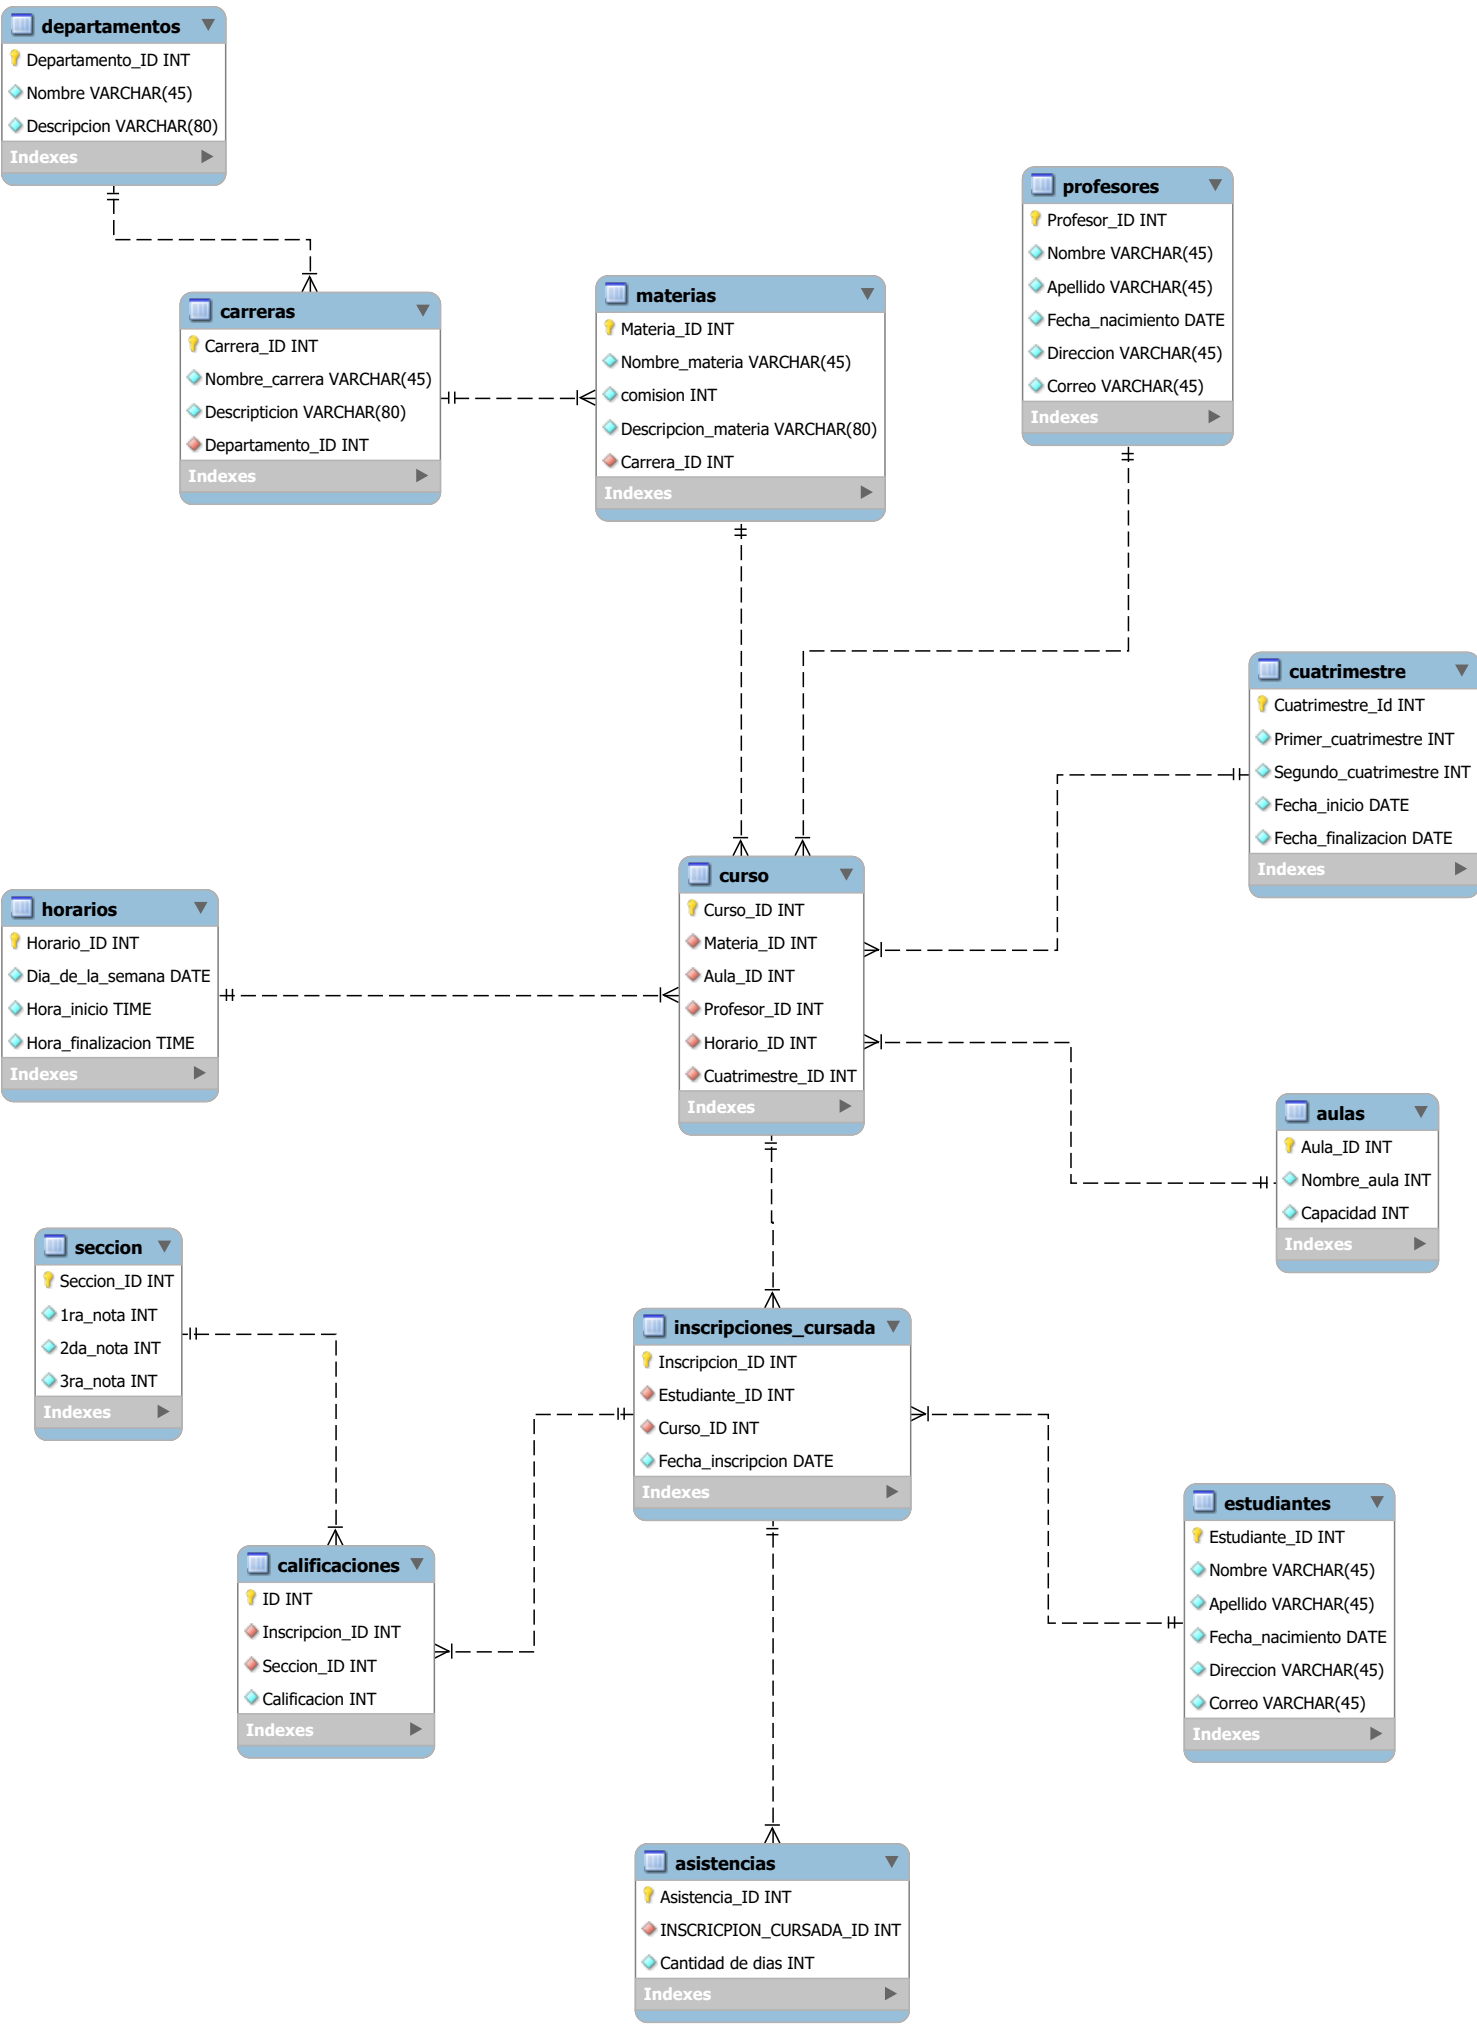 departamentos
Departamento_ID INT
Nombre VARCHAR(45)
Descripcion VARCHAR(80)
Indexes
profesores
Profesor_ID INT
Nombre VARCHAR(45)
Apellido VARCHAR(45)
Fecha_nacimiento DATE
Direccion VARCHAR(45)
Correo VARCHAR(45)
Indexes
carreras
Carrera_ID INT
Nombre_carrera VARCHAR(45)
Descripticion VARCHAR(80)
Departamento_ID INT
Indexes
materias
Materia_ID INT
Nombre_materia VARCHAR(45)
comision INT
Descripcion_materia VARCHAR(80)
Carrera_ID INT
Indexes
cuatrimestre
Cuatrimestre_Id INT
Primer_cuatrimestre INT
Segundo_cuatrimestre INT
Fecha_inicio DATE
Fecha_finalizacion DATE
Indexes
horarios
Horario_ID INT
Dia_de_la_semana DATE
Hora_inicio TIME
Hora_finalizacion TIME
Indexes
curso
Curso_ID INT
Materia_ID INT
Aula_ID INT
Profesor_ID INT
Horario_ID INT
Cuatrimestre_ID INT
Indexes
aulas
Aula_ID INT
Nombre_aula INT
Capacidad INT
Indexes
seccion
Seccion_ID INT
1ra_nota INT
2da_nota INT
3ra_nota INT
Indexes
inscripciones_cursada
Inscripcion_ID INT
Estudiante_ID INT
Curso_ID INT
Fecha_inscripcion DATE
Indexes
estudiantes
Estudiante_ID INT
Nombre VARCHAR(45)
Apellido VARCHAR(45)
Fecha_nacimiento DATE
Direccion VARCHAR(45)
Correo VARCHAR(45)
Indexes
calificaciones
ID INT
Inscripcion_ID INT
Seccion_ID INT
Calificacion INT
Indexes
asistencias
Asistencia_ID INT
INSCRICPION_CURSADA_ID INT
Cantidad de dias INT
Indexes